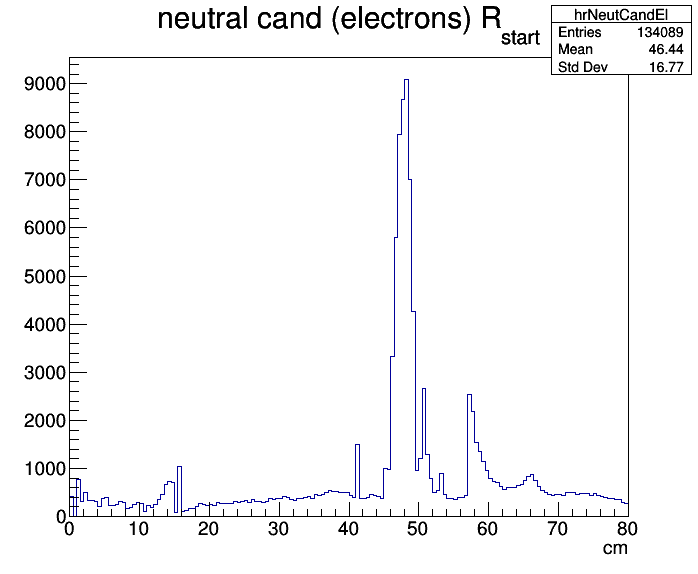 neutral cand (electrons) R start
hrNeutCandEl
Entries 134089
Mean 46.44
Std Dev 16.77
9000
8000
7000
6000
5000
4000
3000
2000
1000
0
0 10 20 30 40 50 60 70 80
cm